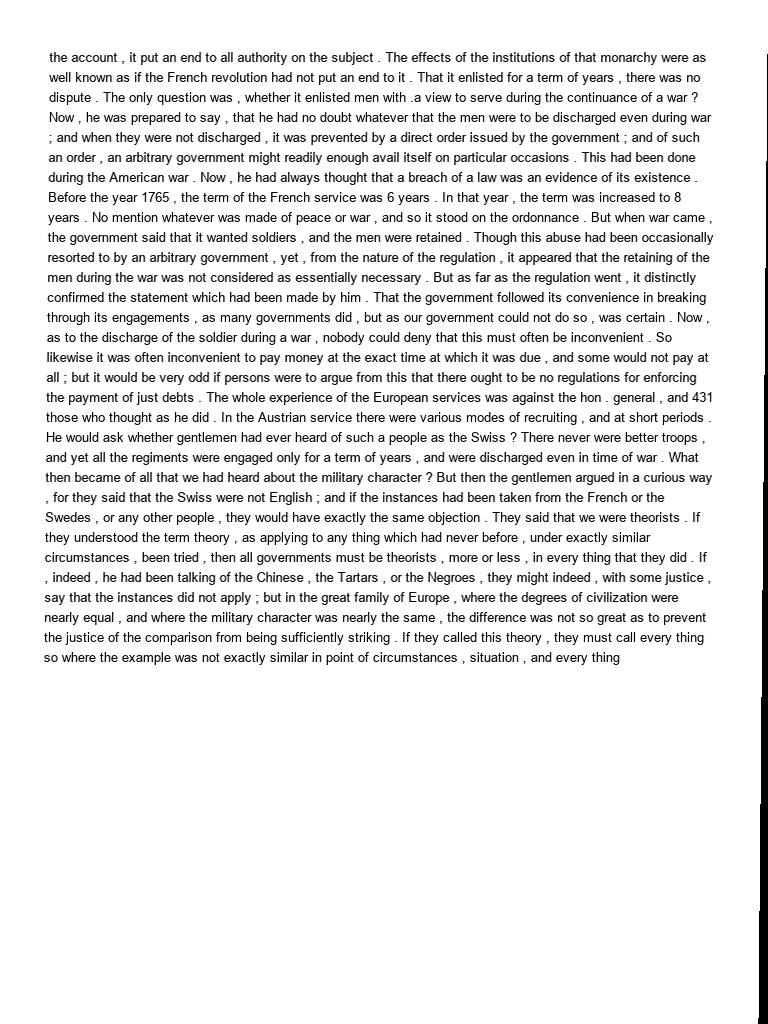 the account , it put an end to all authority on the subject . The effects of the institutions of that monarchy were as
well known as if the French revolution had not put an end to it . That it enlisted for a term of years , there was no
dispute . The only question was , whether it enlisted men with .a view to serve during the continuance of a war ?
Now , he was prepared to say , that he had no doubt whatever that the men were to be discharged even during war
; and when they were not discharged , it was prevented by a direct order issued by the government ; and of such
an order , an arbitrary government might readily enough avail itself on particular occasions . This had been done
during the American war . Now , he had always thought that a breach of a law was an evidence of its existence .
Before the year 1765 , the term of the French service was 6 years . In that year , the term was increased to 8
years . No mention whatever was made of peace or war , and so it stood on the ordonnance . But when war came ,
the government said that it wanted soldiers , and the men were retained . Though this abuse had been occasionally
resorted to by an arbitrary government , yet , from the nature of the regulation , it appeared that the retaining of the
men during the war was not considered as essentially necessary . But as far as the regulation went , it distinctly
confirmed the statement which had been made by him . That the government followed its convenience in breaking
through its engagements , as many governments did , but as our government could not do so , was certain . Now ,
as to the discharge of the soldier during a war , nobody could deny that this must often be inconvenient . So
likewise it was often inconvenient to pay money at the exact time at which it was due , and some would not pay at
all ; but it would be very odd if persons were to argue from this that there ought to be no regulations for enforcing
the payment of just debts . The whole experience of the European services was against the hon . general , and 431
those who thought as he did . In the Austrian service there were various modes of recruiting , and at short periods .
He would ask whether gentlemen had ever heard of such a people as the Swiss ? There never were better troops ,
and yet all the regiments were engaged only for a term of years , and were discharged even in time of war . What
then became of all that we had heard about the military character ? But then the gentlemen argued in a curious way
, for they said that the Swiss were not English ; and if the instances had been taken from the French or the
Swedes , or any other people , they would have exactly the same objection . They said that we were theorists . If
they understood the term theory , as applying to any thing which had never before , under exactly similar
circumstances , been tried , then all governments must be theorists , more or less , in every thing that they did . If
, indeed , he had been talking of the Chinese , the Tartars , or the Negroes , they might indeed , with some justice ,
say that the instances did not apply ; but in the great family of Europe , where the degrees of civilization were
nearly equal , and where the military character was nearly the same , the difference was not so great as to prevent
the justice of the comparison from being sufficiently striking . If they called this theory , they must call every thing
so where the example was not exactly similar in point of circumstances , situation , and every thing